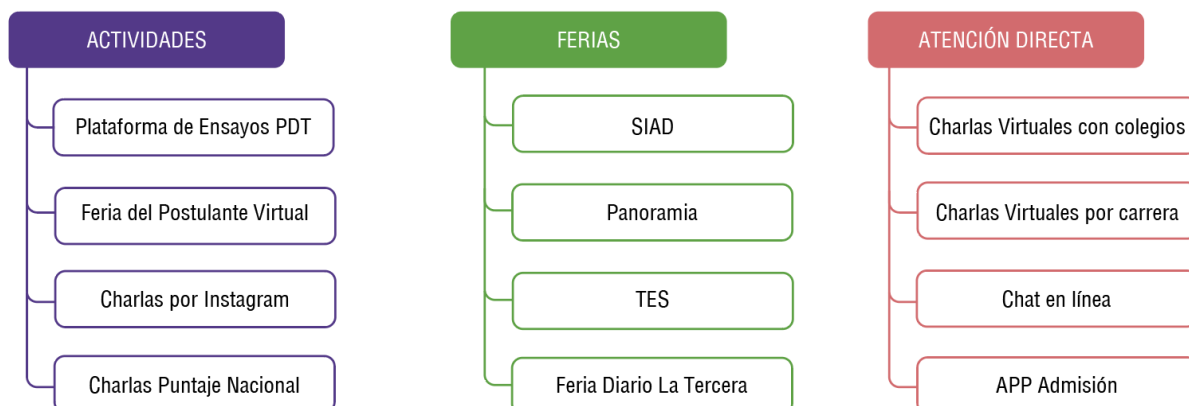 ACTIVIDADES
Plataforma de Ensayos PDT
Feria del Postulante Virtual
Charlas por Instagram
Charlas Puntaje Nacional
FERIAS
SIAD
Panoramia
TES
Feria Diario La Tercera
ATENCIÓN DIRECTA
Charlas Virtuales con colegios
Charlas Virtuales por carrera
Chat en línea
APP Admisión